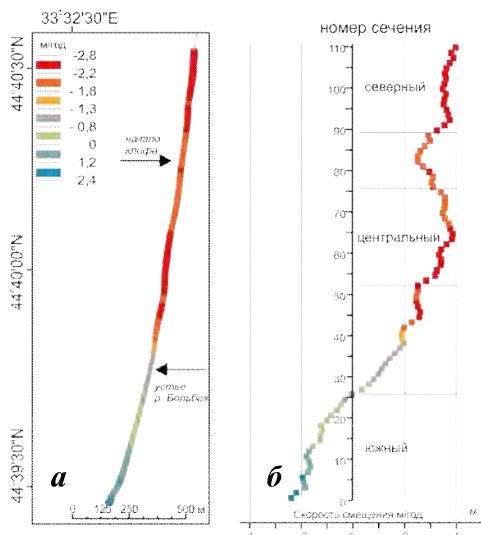 33°32'30"N
номер сечения
м/год
-2,8
-2,2
- 1,8
- 1,3
- 0,8
0
1,2
2,4
44°40'30"N
44°40'00"N
44°39'30"N
начало
клифа
устье
р. Бельбек
а
0 125 250 500 м
110
100
90
80
70
60
50
40
30
20
10
0
северный
центральный
южный
б
Скорость смещения м/год
м